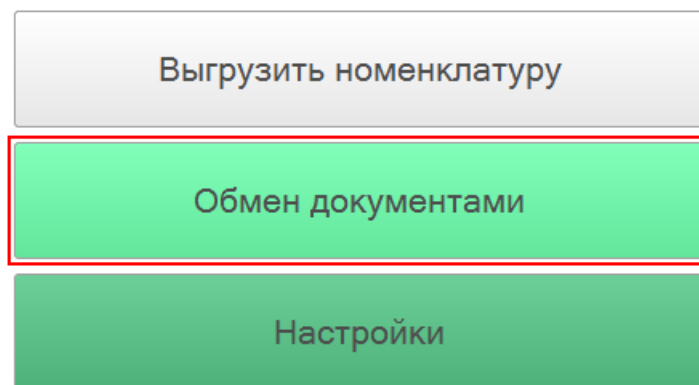 Выгрузить номенклатуру
Обмен документами
Настройки